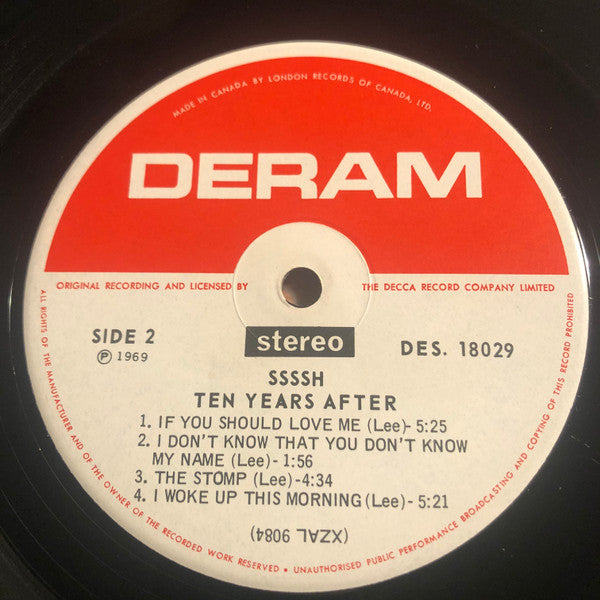 MADE IN CANADA BY LONDON RECORDS OF CANADA, LTD.
DERAM
ORIGINAL RECORDING AND LICENSED BY THE DECCA RECORD COMPANY LIMITED
SIDE 2
℗ 1969
stereo
DES. 18029
SSSSH
TEN YEARS AFTER
1. IF YOU SHOULD LOVE ME (Lee)- 5:25
2. I DON'T KNOW THAT YOU DON'T KNOW
MY NAME (Lee) - 1:56
3. THE STOMP (Lee) -4:34
4. I WOKE UP THIS MORNING (Lee) - 5:21
(XZAL 9084)
ALL RIGHTS OF THE MANUFACTURER AND OF THE OWNER OF THE RECORDED WORK RESERVED • UNAUTHORISED PUBLIC PERFORMANCE BROADCASTING AND COPYING OF THIS RECORD PROHIBITED